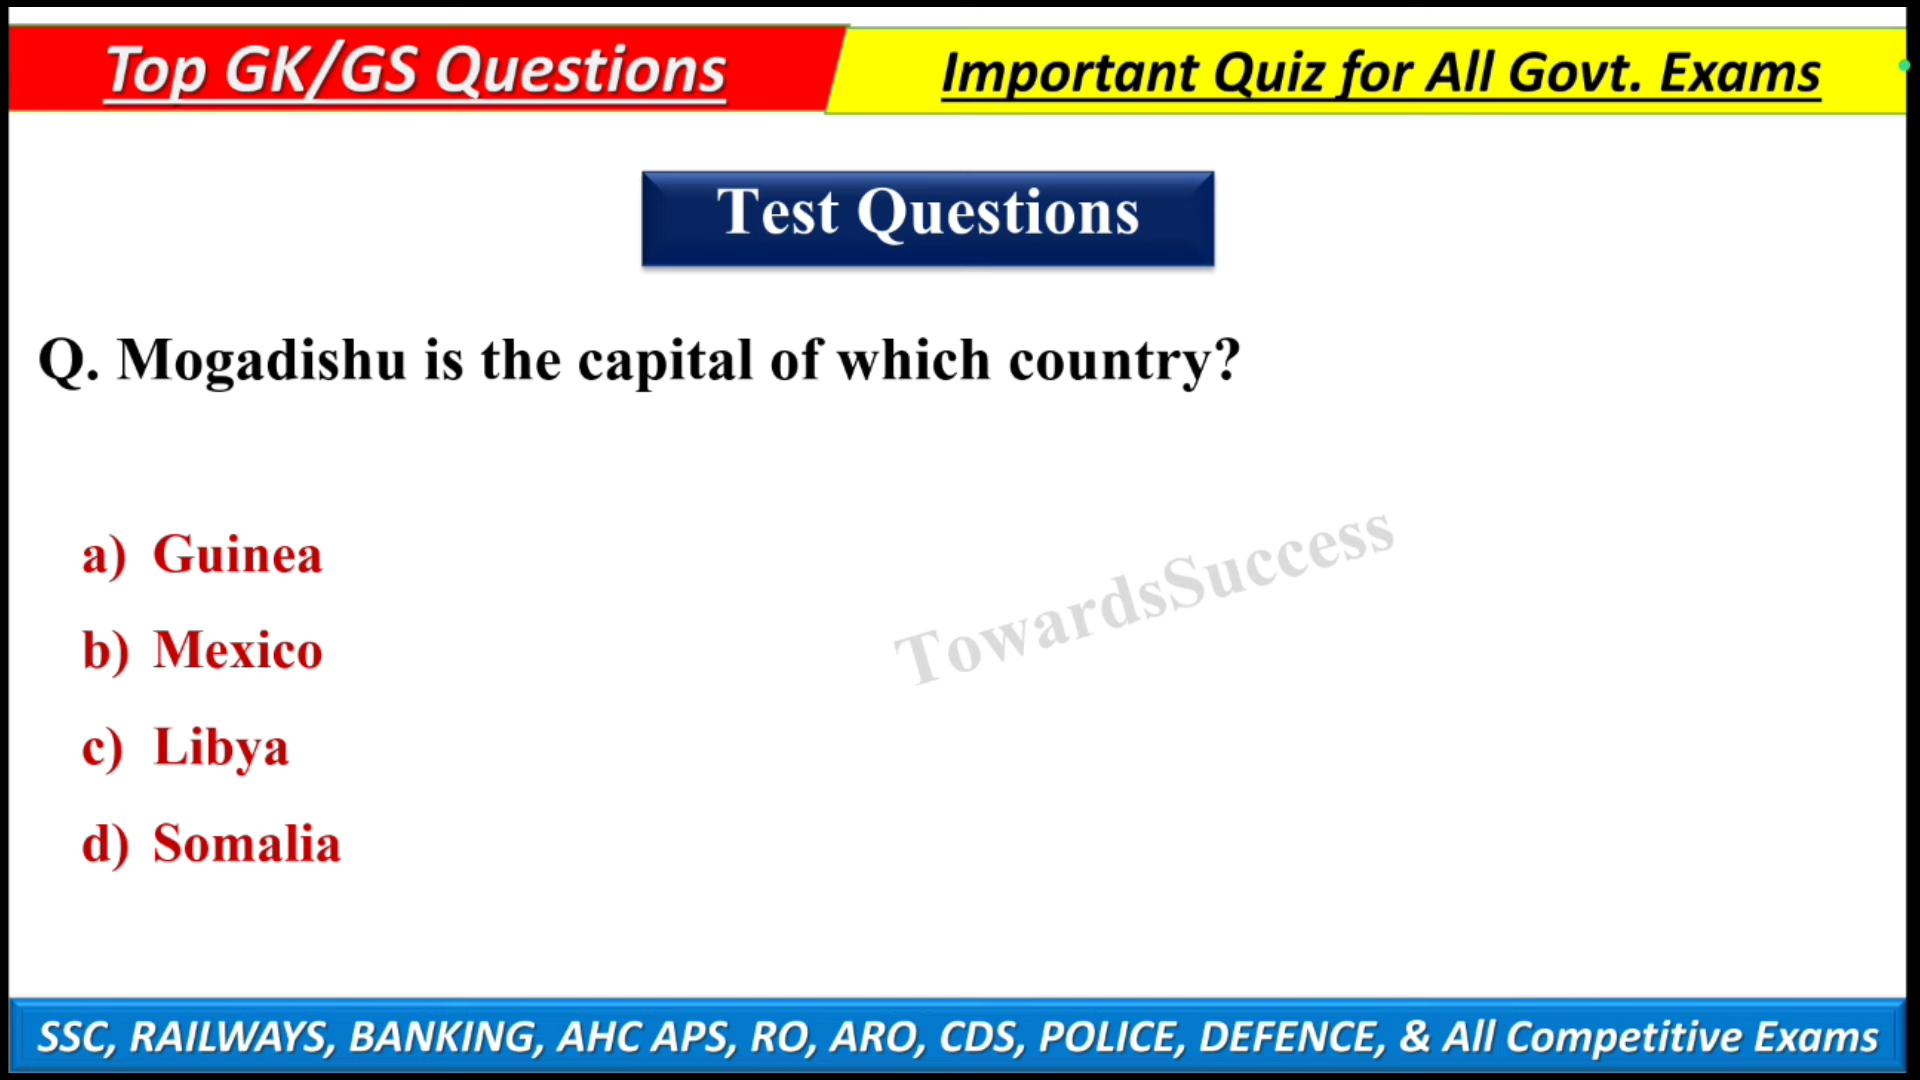 Top GK/GS Questions
Important Quiz for All Govt. Exams
Test Questions
Q. Mogadishu is the capital of which country?
a) Guinea
b) Mexico
c) Libya
d) Somalia
TowardsSuccess
SSC, RAILWAYS, BANKING, AHC APS, RO, ARO, CDS, POLICE, DEFENCE, & All Competitive Exams